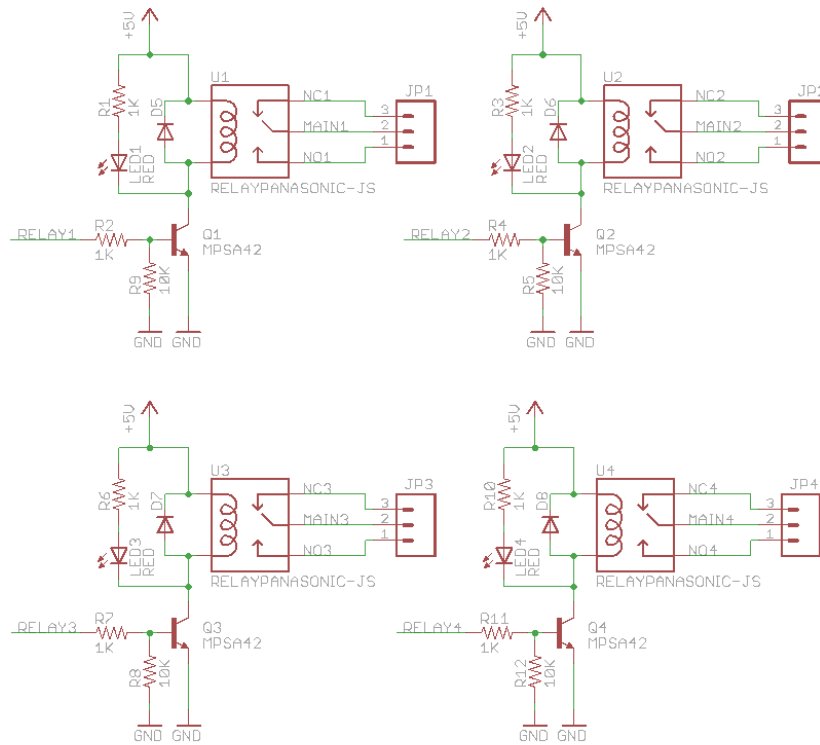 +5V
R1
1K
LED1
RED
D5
U1
NC1
MAIN1
NO1
RELAYPANASONIC-JS
JP1
3
2
1
RELAY1
R2
1K
Q1
MPSA42
R9
10K
GND
GND
+5V
R3
1K
LED2
RED
D6
U2
NC2
MAIN2
NO2
RELAYPANASONIC-JS
JP2
3
2
1
RELAY2
R4
1K
Q2
MPSA42
R5
10K
GND
GND
+5V
R6
1K
LED3
RED
D7
U3
NC3
MAIN3
NO3
RELAYPANASONIC-JS
JP3
3
2
1
RELAY3
R7
1K
Q3
MPSA42
R8
10K
GND
GND
+5V
R10
1K
LED4
RED
D8
U4
NC4
MAIN4
NO4
RELAYPANASONIC-JS
JP4
3
2
1
RELAY4
R11
1K
Q4
MPSA42
R12
10K
GND
GND